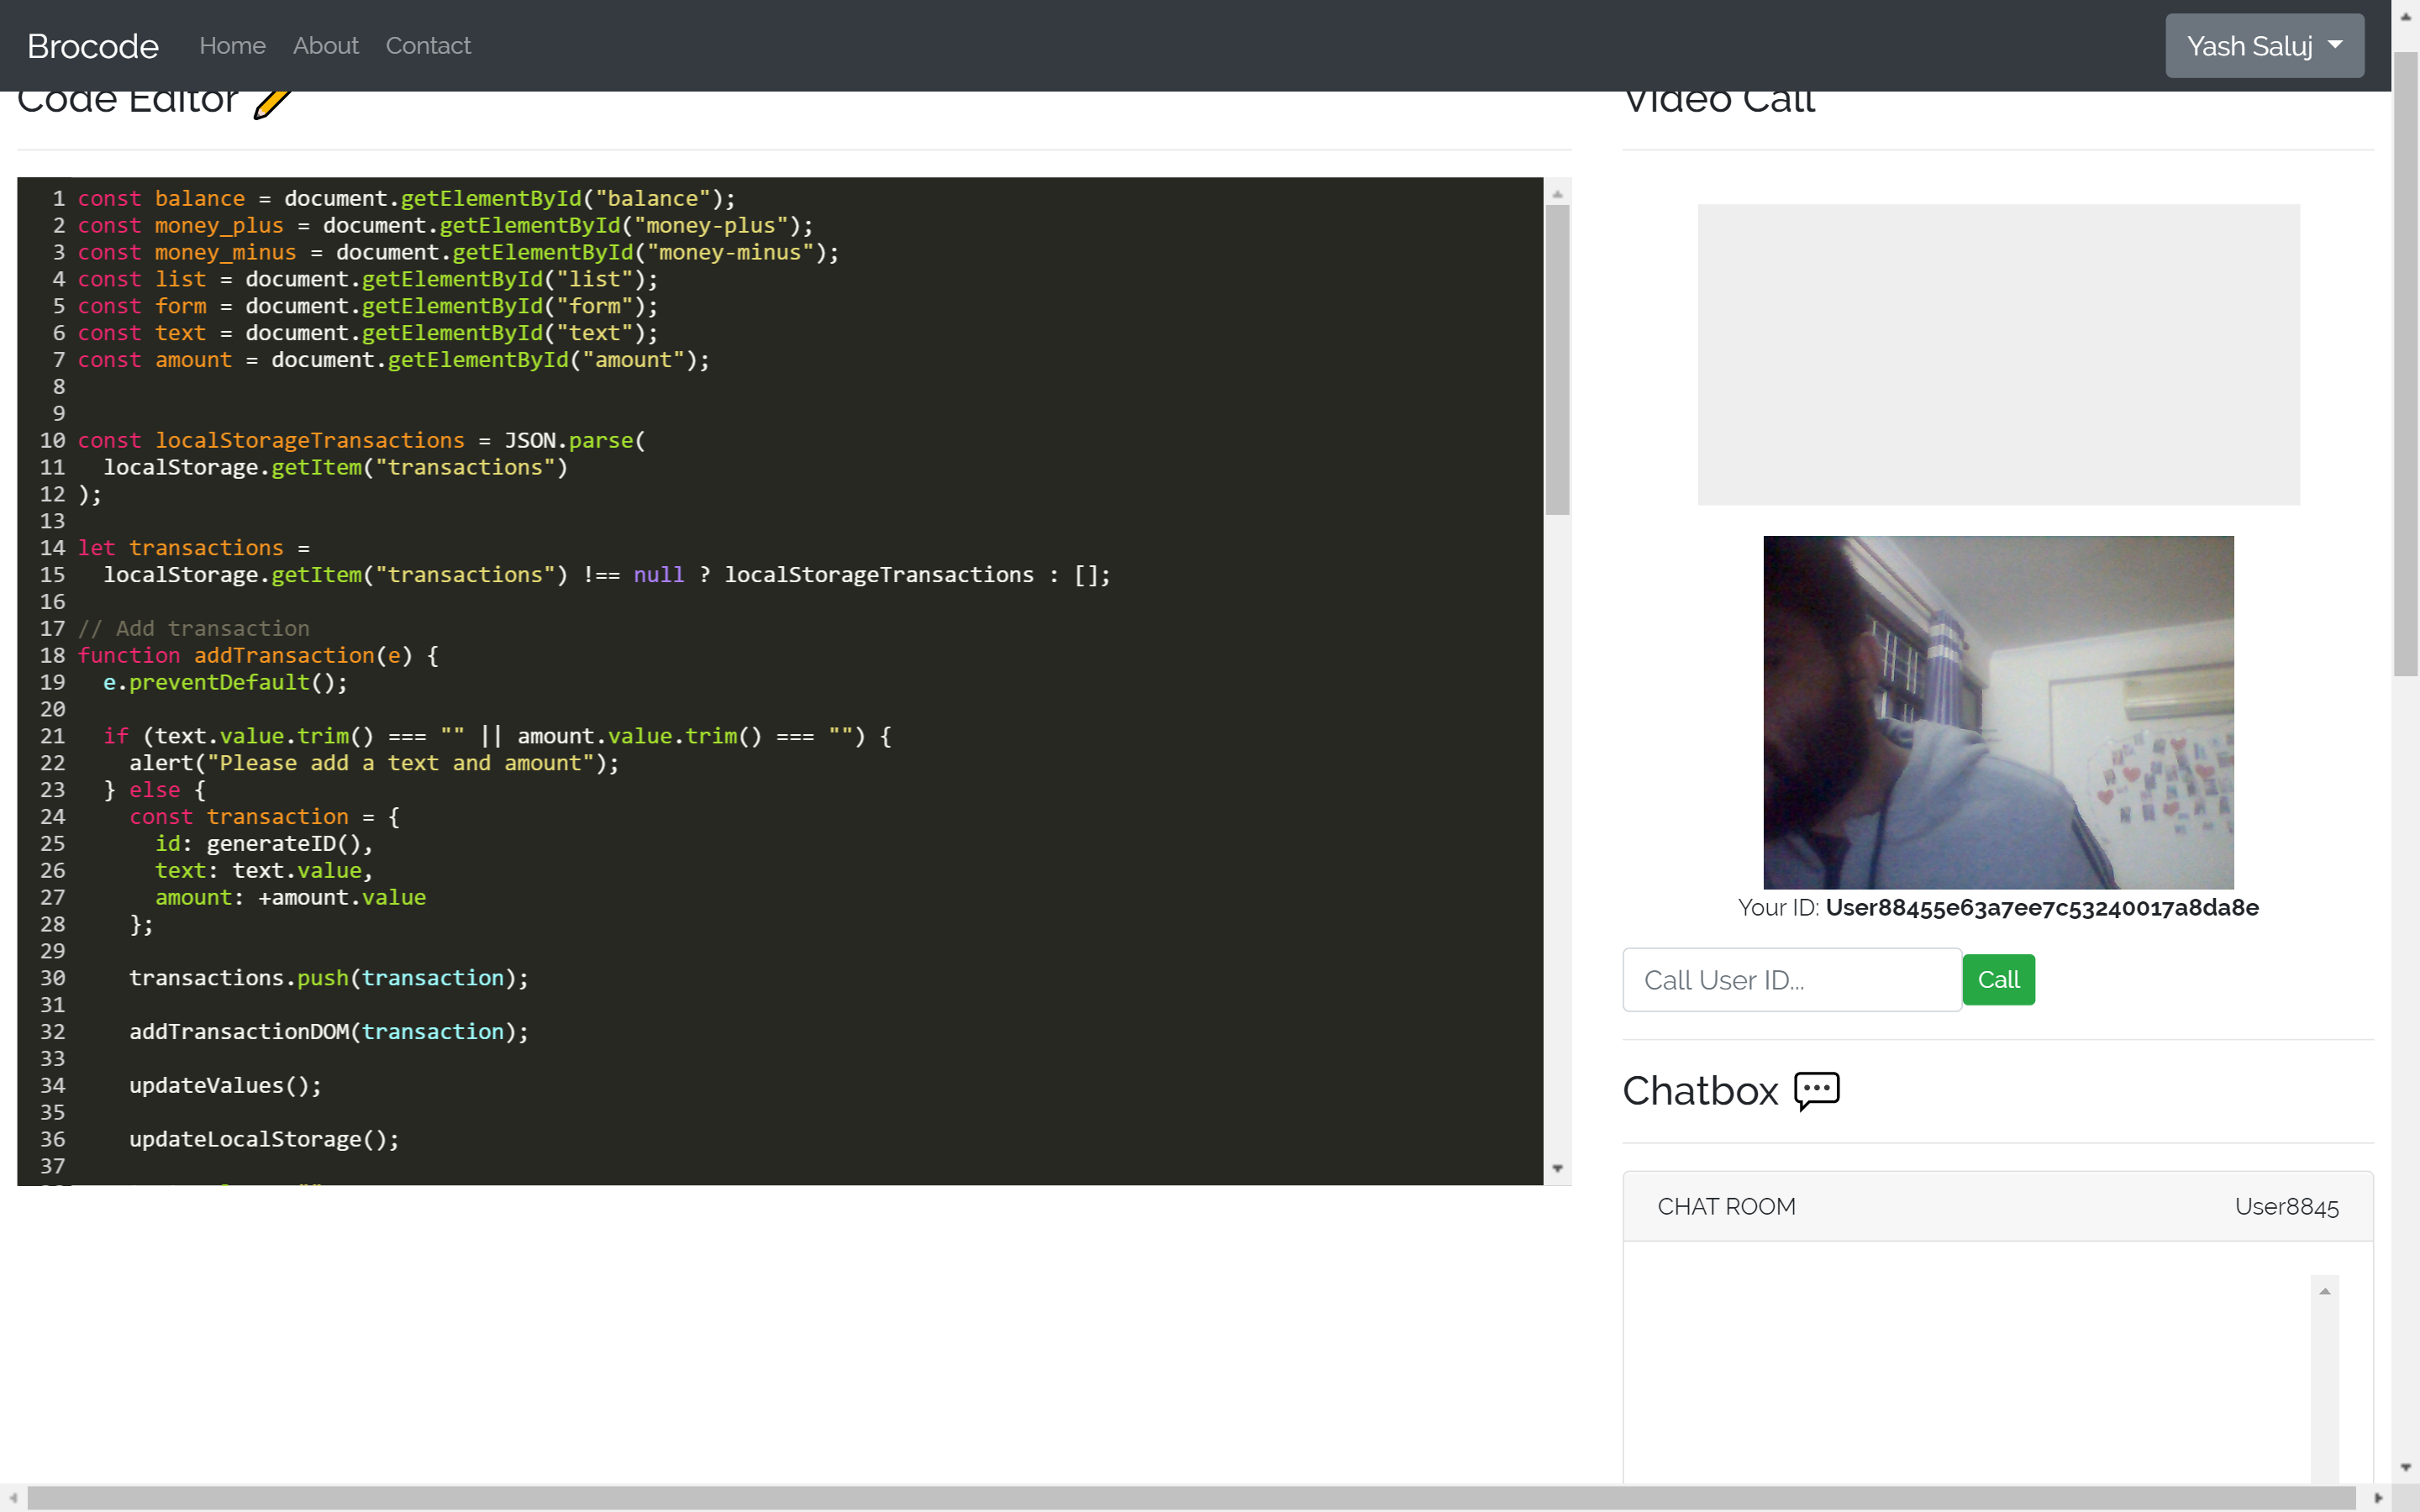 Brocode Home About Contact Yash Saluj
Code Editor
1 const balance = document.getElementById("balance");
2 const money_plus = document.getElementById("money-plus");
3 const money_minus = document.getElementById("money-minus");
4 const list = document.getElementById("list");
5 const form = document.getElementById("form");
6 const text = document.getElementById("text");
7 const amount = document.getElementById("amount");
8
9
10 const localStorageTransactions = JSON.parse(
11   localStorage.getItem("transactions")
12 );
13
14 let transactions =
15   localStorage.getItem("transactions") !== null ? localStorageTransactions : [];
16
17 // Add transaction
18 function addTransaction(e) {
19   e.preventDefault();
20
21   if (text.value.trim() === "" || amount.value.trim() === "") {
22     alert("Please add a text and amount");
23   } else {
24     const transaction = {
25       id: generateID(),
26       text: text.value,
27       amount: +amount.value
28     };
29
30     transactions.push(transaction);
31
32     addTransactionDOM(transaction);
33
34     updateValues();
35
36     updateLocalStorage();
37
Video Call
Your ID: User88455e63a7ee7c53240017a8da8e
Call User ID... Call
Chatbox
CHAT ROOM User8845